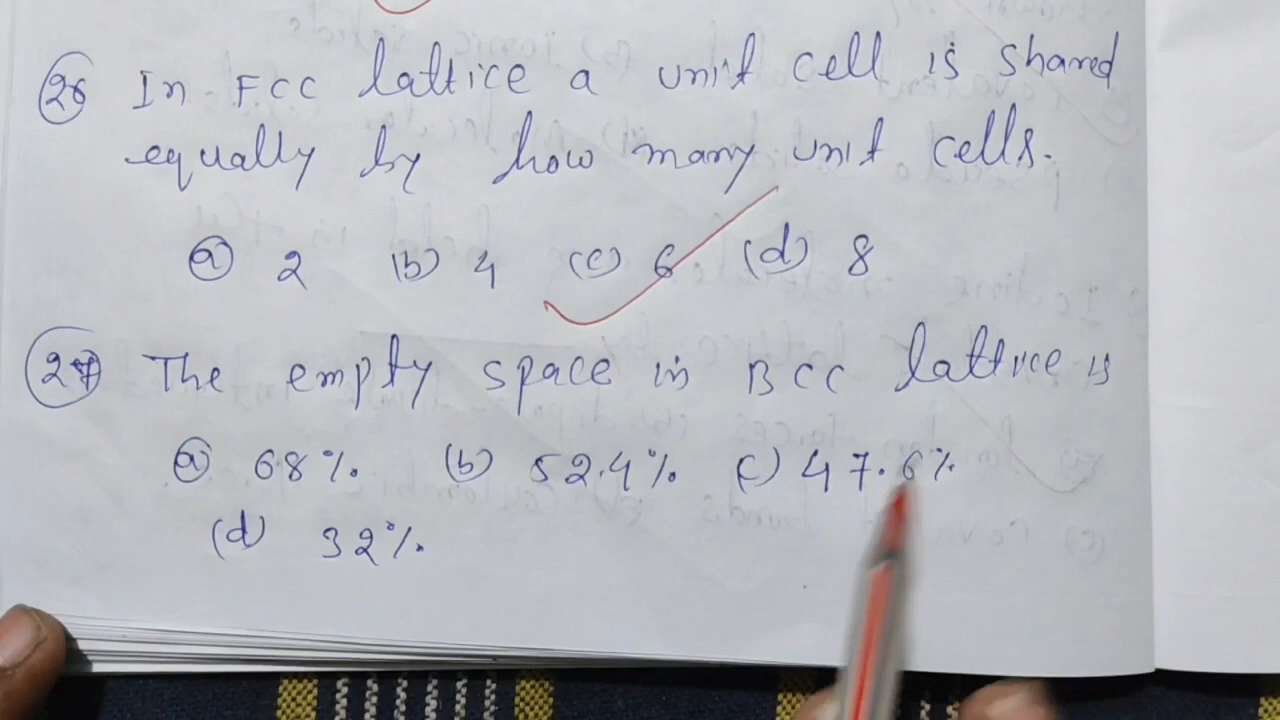 26 In FCC lattice a unit cell is shared
equally by how many unit cells.
(a) 2 (b) 4 (c) 6 (d) 8
27 The empty space in BCC lattice is
(a) 68% (b) 52.4% (c) 47.6%
(d) 32%.